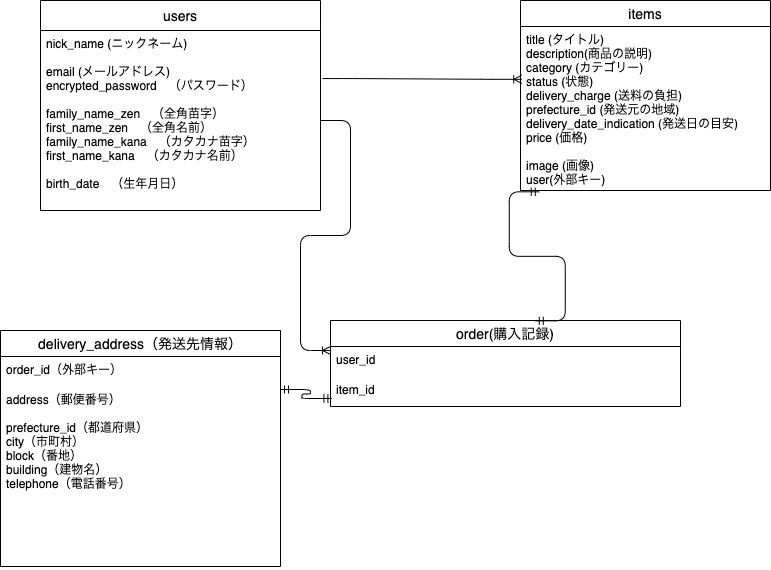 users
nick_name (ニックネーム)
email (メールアドレス)
encrypted_password　（パスワード）
family_name_zen　（全角苗字）
first_name_zen　（全角名前）
family_name_kana　（カタカナ苗字）
first_name_kana　（カタカナ名前）
birth_date　（生年月日）
items
title (タイトル)
description(商品の説明)
category (カテゴリー)
status (状態)
delivery_charge (送料の負担)
prefecture_id (発送元の地域)
delivery_date_indication (発送日の目安)
price (価格)
image (画像)
user(外部キー)
delivery_address（発送先情報）
order_id（外部キー）
address（郵便番号）
prefecture_id（都道府県）
city（市町村）
block（番地）
building（建物名）
telephone（電話番号）
order(購入記録)
user_id
item_id